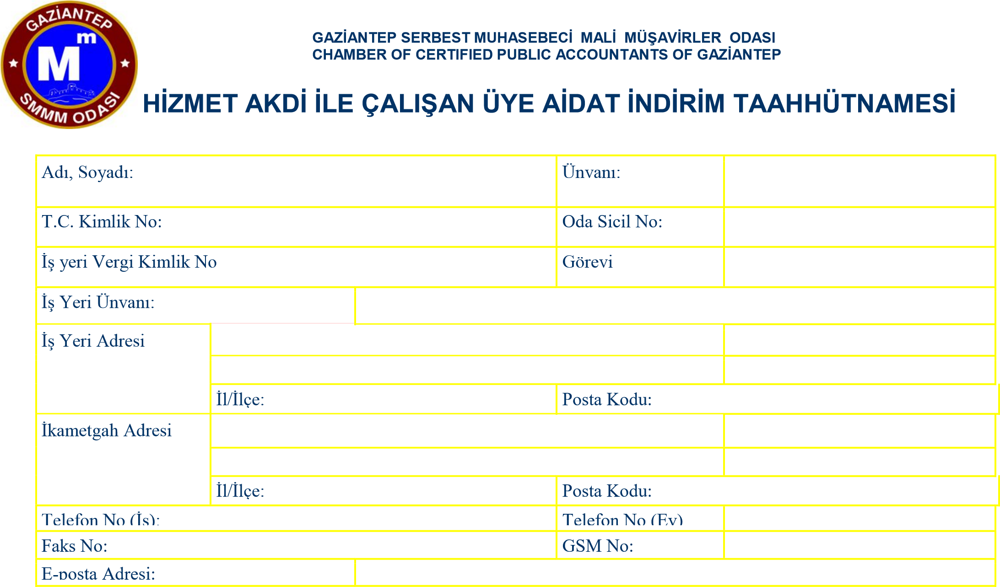 GAZİANTEP
Mm
SMMM ODASI
GAZİANTEP SERBEST MUHASEBECİ MALİ MÜŞAVİRLER ODASI
CHAMBER OF CERTIFIED PUBLIC ACCOUNTANTS OF GAZİANTEP
HİZMET AKDİ İLE ÇALIŞAN ÜYE AİDAT İNDİRİM TAAHHÜTNAMESİ
Adı, Soyadı: Ünvanı:
T.C. Kimlik No: Oda Sicil No:
İş yeri Vergi Kimlik No Görevi
İş Yeri Ünvanı:
İş Yeri Adresi
İl/İlçe: Posta Kodu:
İkametgah Adresi
İl/İlçe: Posta Kodu:
Telefon No (İş): Telefon No (Ev)
Faks No: GSM No:
E-posta Adresi: